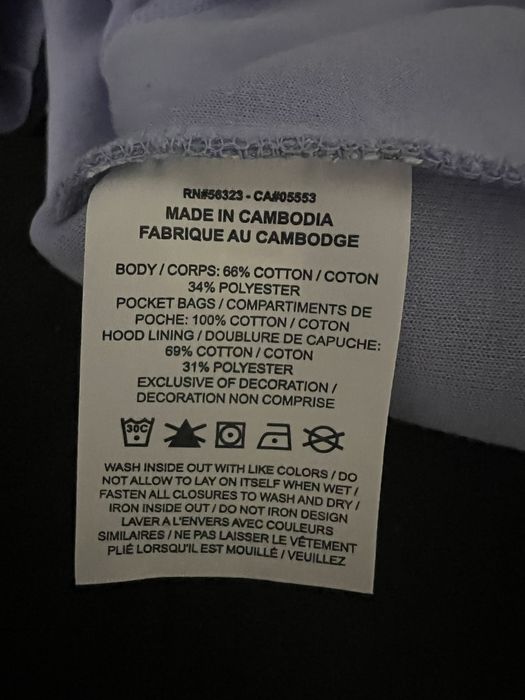 RN#56323 - CA#05553
MADE IN CAMBODIA
FABRIQUE AU CAMBODGE
BODY / CORPS: 66% COTTON / COTON
34% POLYESTER
POCKET BAGS / COMPARTIMENTS DE
POCHE: 100% COTTON / COTON
HOOD LINING / DOUBLURE DE CAPUCHE:
69% COTTON / COTON
31% POLYESTER
EXCLUSIVE OF DECORATION /
DECORATION NON COMPRISE
30C
WASH INSIDE OUT WITH LIKE COLORS / DO
NOT ALLOW TO LAY ON ITSELF WHEN WET /
FASTEN ALL CLOSURES TO WASH AND DRY /
IRON INSIDE OUT / DO NOT IRON DESIGN
LAVER A L'ENVERS AVEC COULEURS
SIMILAIRES / NE PAS LAISSER LE VÊTEMENT
PLIÉ LORSQU'IL EST MOUILLÉ / VEUILLEZ